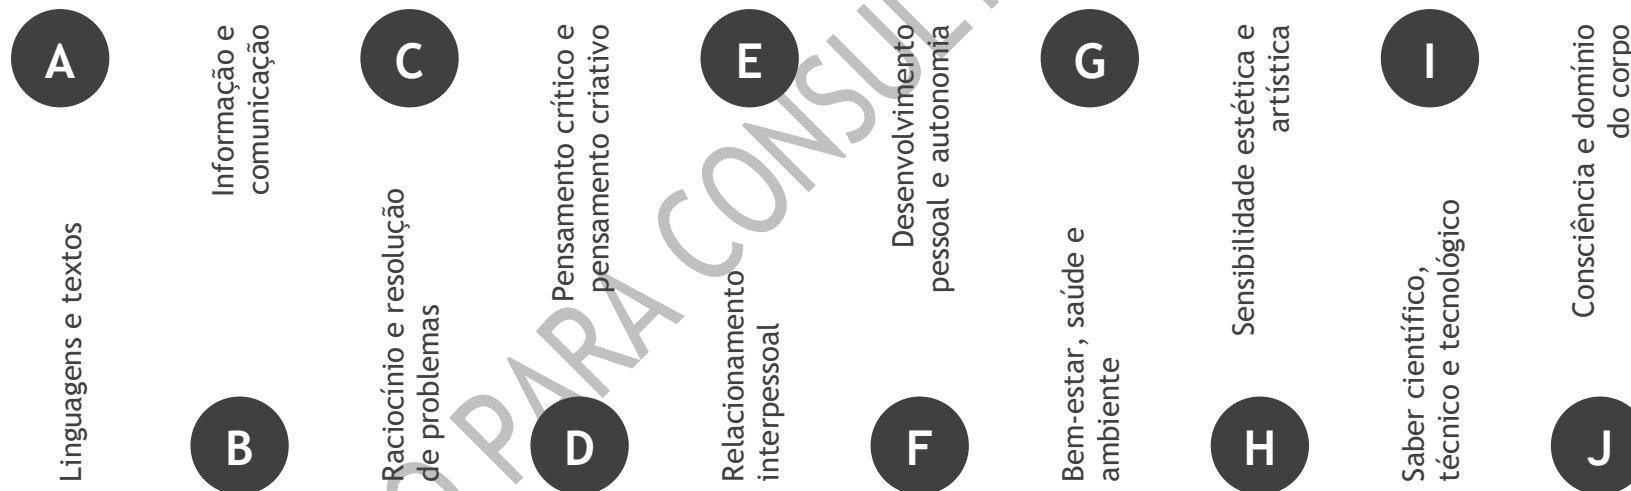 A
Linguagens e textos
Informação e
comunicação
B
C
Raciocínio e resolução
de problemas
Pensamento crítico e
pensamento criativo
D
E
Relacionamento
interpessoal
Desenvolvimento
pessoal e autonomia
F
G
Bem-estar, saúde e
ambiente
Sensibilidade estética e
artística
H
I
Saber científico,
técnico e tecnológico
Consciência e domínio
do corpo
J
PARA